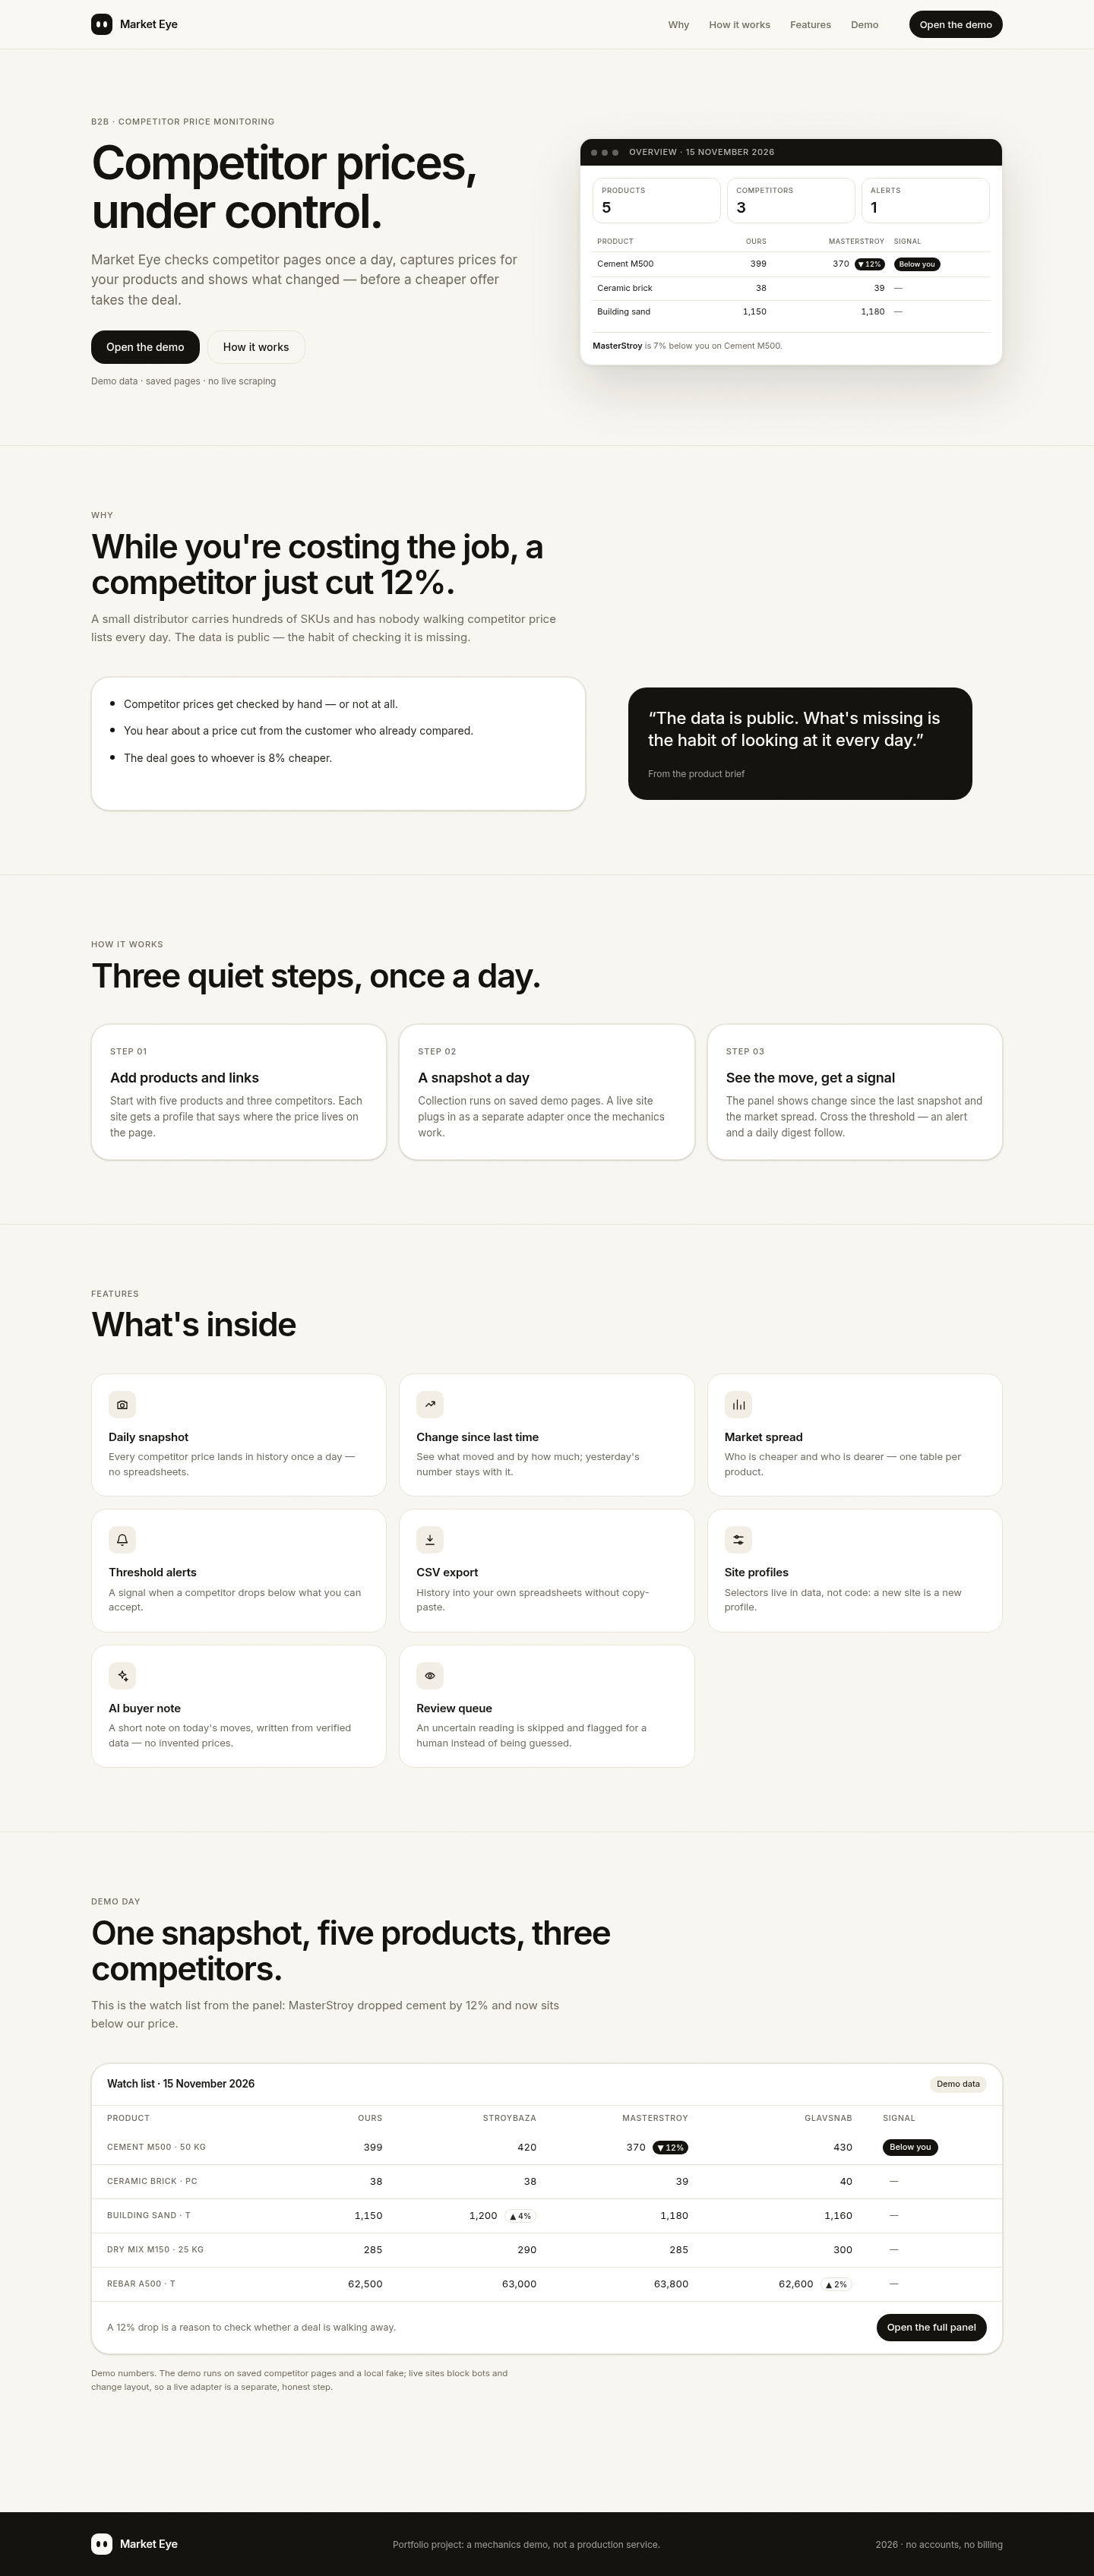 Market Eye
Why
How it works
Features
Demo
Open the demo
B2B · COMPETITOR PRICE MONITORING
Competitor prices,
under control.
Market Eye checks competitor pages once a day, captures prices for
your products and shows what changed — before a cheaper offer
takes the deal.
Open the demo
How it works
Demo data · saved pages · no live scraping
OVERVIEW · 15 NOVEMBER 2026
PRODUCTS
5
COMPETITORS
3
ALERTS
1
PRODUCT OURS MASTERSTROY SIGNAL
Cement M500 399 370 ▼12% Below you
Ceramic brick 38 39 —
Building sand 1,150 1,180 —
MasterStroy is 7% below you on Cement M500.
WHY
While you're costing the job, a
competitor just cut 12%.
A small distributor carries hundreds of SKUs and has nobody walking competitor price
lists every day. The data is public — the habit of checking it is missing.
Competitor prices get checked by hand — or not at all.
You hear about a price cut from the customer who already compared.
The deal goes to whoever is 8% cheaper.
“The data is public. What's missing is
the habit of looking at it every day.”
From the product brief
HOW IT WORKS
Three quiet steps, once a day.
STEP 01
Add products and links
Start with five products and three competitors. Each
site gets a profile that says where the price lives on
the page.
STEP 02
A snapshot a day
Collection runs on saved demo pages. A live site
plugs in as a separate adapter once the mechanics
work.
STEP 03
See the move, get a signal
The panel shows change since the last snapshot and
the market spread. Cross the threshold — an alert
and a daily digest follow.
FEATURES
What's inside
Daily snapshot
Every competitor price lands in history once a day —
no spreadsheets.
Change since last time
See what moved and by how much; yesterday's
number stays with it.
Market spread
Who is cheaper and who is dearer — one table per
product.
Threshold alerts
A signal when a competitor drops below what you can
accept.
CSV export
History into your own spreadsheets without copy-
paste.
Site profiles
Selectors live in data, not code: a new site is a new
profile.
AI buyer note
A short note on today's moves, written from verified
data — no invented prices.
Review queue
An uncertain reading is skipped and flagged for a
human instead of being guessed.
DEMO DAY
One snapshot, five products, three
competitors.
This is the watch list from the panel: MasterStroy dropped cement by 12% and now sits
below our price.
Watch list · 15 November 2026
Demo data
PRODUCT OURS STROYBAZA MASTERSTROY GLAVSNAB SIGNAL
CEMENT M500 · 50 KG 399 420 370 ▼12% 430 Below you
CERAMIC BRICK · PC 38 38 39 40 —
BUILDING SAND · T 1,150 1,200 ▲4% 1,180 1,160 —
DRY MIX M150 · 25 KG 285 290 285 300 —
REBAR A500 · T 62,500 63,000 63,800 62,600 ▲2% —
A 12% drop is a reason to check whether a deal is walking away.
Open the full panel
Demo numbers. The demo runs on saved competitor pages and a local fake; live sites block bots and
change layout, so a live adapter is a separate, honest step.
Market Eye
Portfolio project: a mechanics demo, not a production service.
2026 · no accounts, no billing